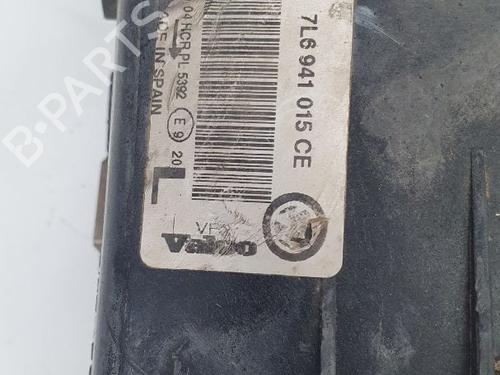 7L6 941 015 CE
04 HCR PL 5392
MADE IN SPAIN
E 9 20
L
Valeo
B-PARTS